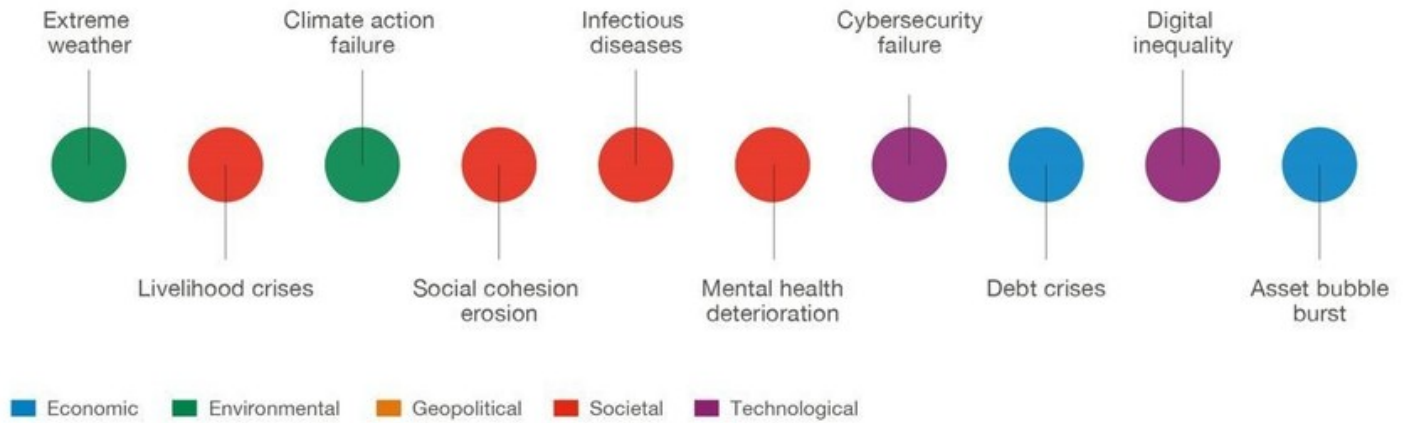 Extreme
weather
Climate action
failure
Infectious
diseases
Cybersecurity
failure
Digital
inequality
Livelihood crises
Social cohesion
erosion
Mental health
deterioration
Debt crises
Asset bubble
burst
Economic
Environmental
Geopolitical
Societal
Technological